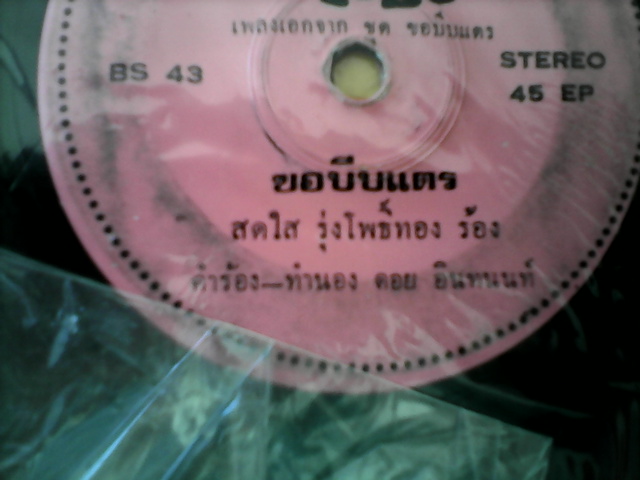 เพลงเอกจาก ชุด ขอบีบแตร
BS 43
STEREO
45 EP
ขอบีบแตร
สดใส รุ่งโพธิ์ทอง ร้อง
คำร้อง—ทำนอง ดอย อินทนนท์